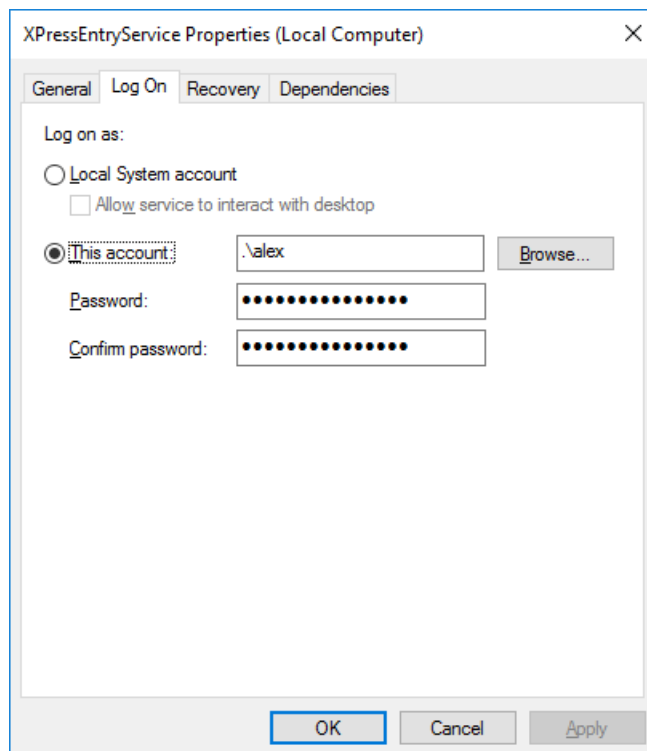 XPressEntryService Properties (Local Computer)
General Log On Recovery Dependencies
Log on as:
Local System account
Allow service to interact with desktop
This account: .\alex Browse...
Password: •••••••••••••••
Confirm password: •••••••••••••••
OK Cancel Apply